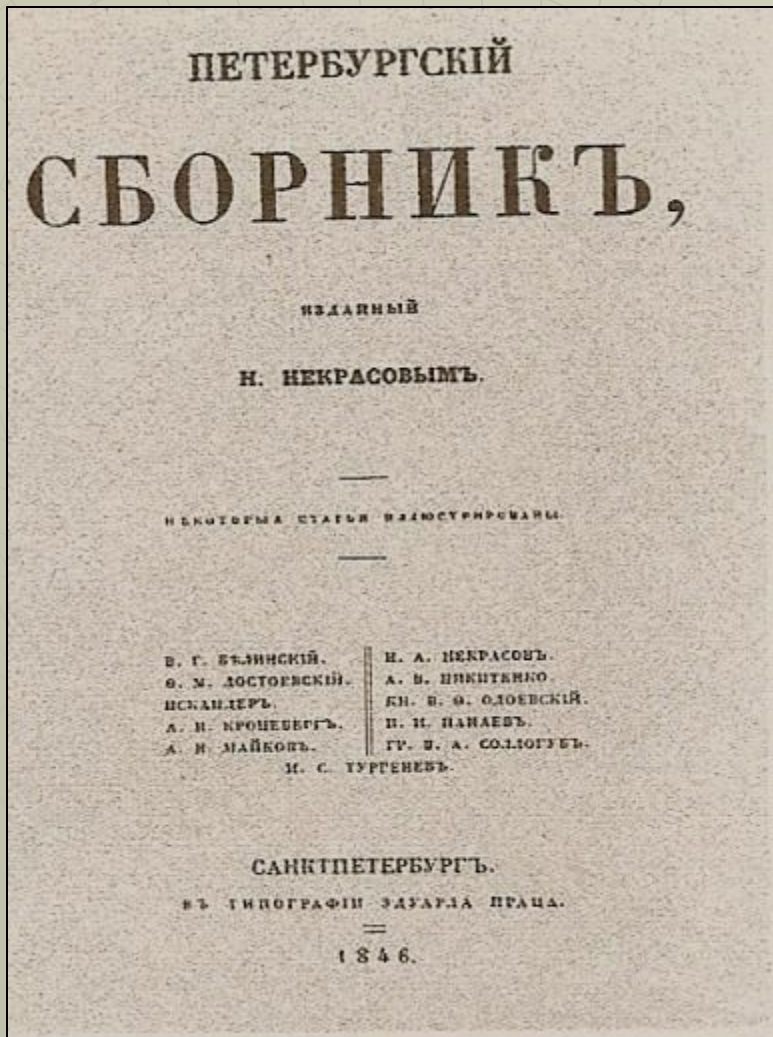 ПЕТЕРБУРГСКІЙ
СБОРНИКЪ,
ИЗДАННЫЙ
Н. НЕКРАСОВЫМЪ.
НѢКОТОРЫЯ СТАТЬИ ИЛЛЮСТРИРОВАНЫ.
В. Г. БѢЛИНСКІЙ.
Ѳ. М. ДОСТОЕВСКІЙ.
ИСКАНДЕРЪ.
А. И. КРОНЕБЕРГЪ.
А. Н. МАЙКОВЪ.
Н. А. НЕКРАСОВЪ.
А. В. НИКИТЕНКО.
КН. В. Ѳ. ОДОЕВСКІЙ.
И. И. ПАНАЕВЪ.
ГР. В. А. СОЛЛОГУБЪ.
И. С. ТУРГЕНЕВЪ.
САНКТПЕТЕРБУРГЪ.
ВЪ ТИПОГРАФІИ ЭДУАРДА ПРАЦА.
1846.